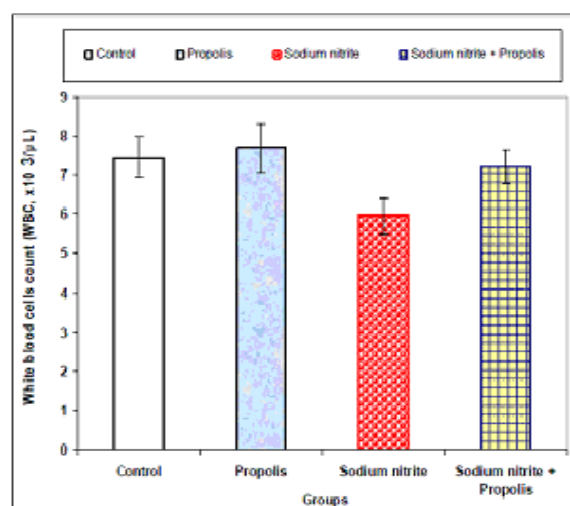 Control Propolis Sodium nitrite Sodium nitrite + Propolis
White blood cells count (WBC, x10 3/µL)
9
8
7
6
5
4
3
2
1
0
Control Propolis Sodium nitrite Sodium nitrite +
Propolis
Groups